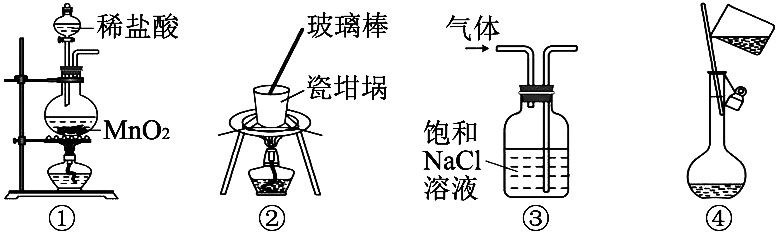 稀盐酸
MnO₂
①
玻璃棒
瓷坩埚
②
气体
饱和
NaCl
溶液
③
④